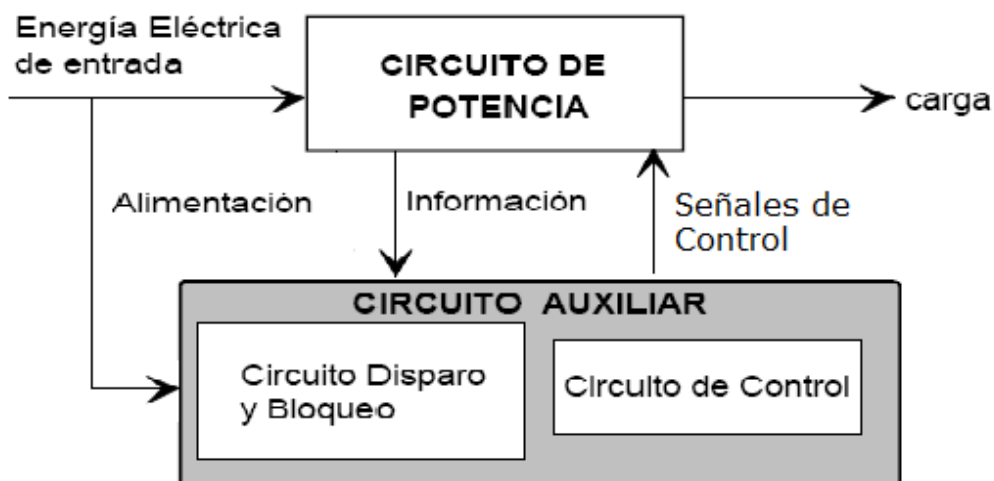 Energía Eléctrica
de entrada
CIRCUITO DE
POTENCIA
carga
Alimentación
Información
Señales de
Control
CIRCUITO AUXILIAR
Circuito Disparo
y Bloqueo
Circuito de Control